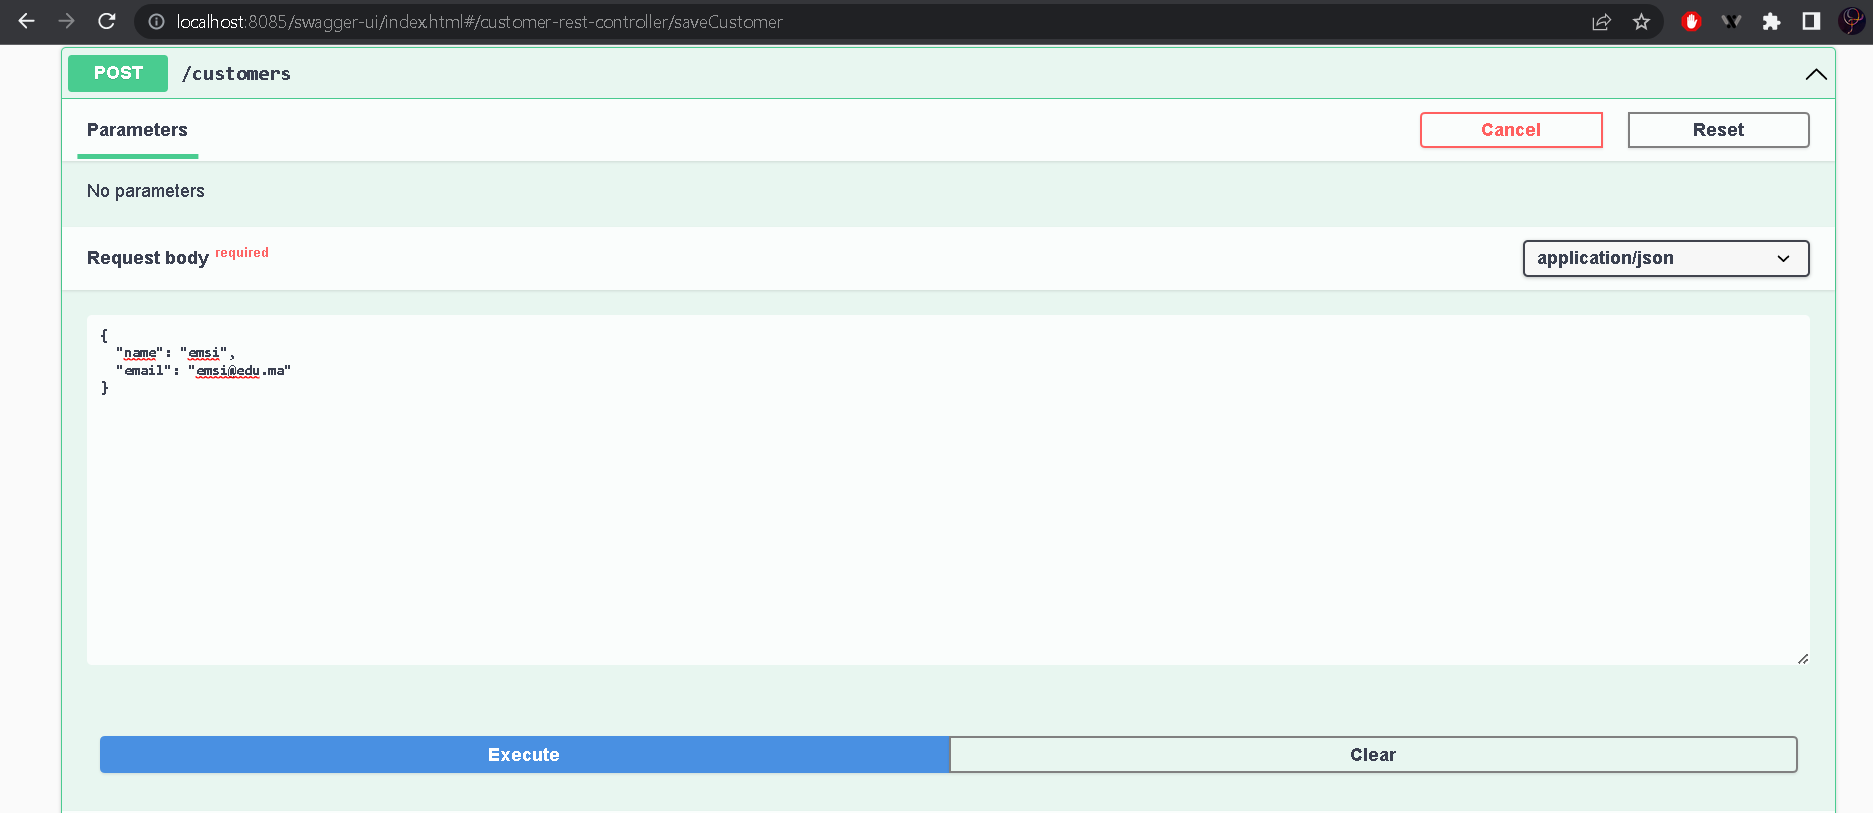 localhost:8085/swagger-ui/index.html#/customer-rest-controller/saveCustomer
POST /customers
Parameters Cancel Reset
No parameters
Request body required application/json
{
"name": "emsi",
"email": "emsi@edu.ma"
}
Execute Clear